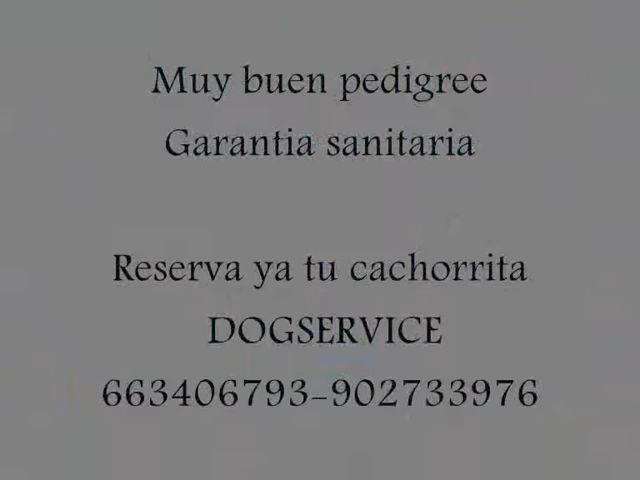 Muy buen pedigree
Garantia sanitaria
Reserva ya tu cachorrita
DOGSERVICE
663406793-902733976